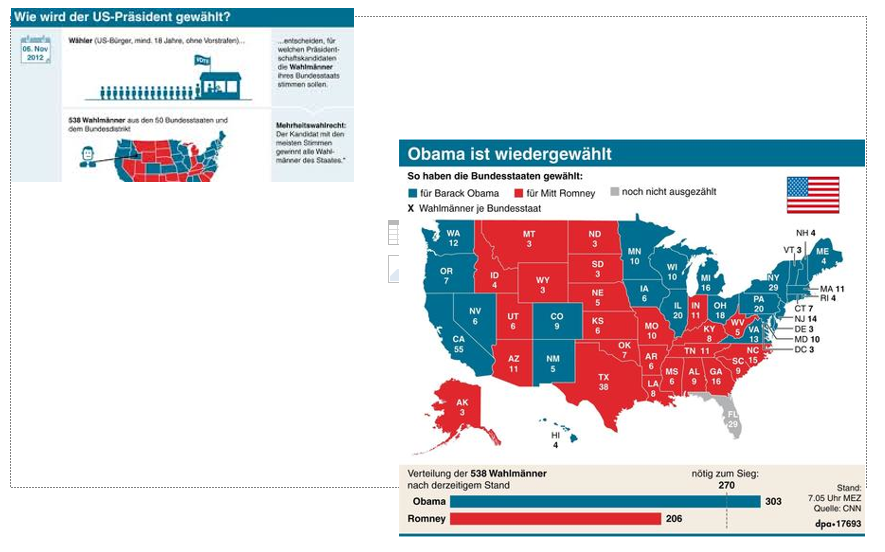 Wie wird der US-Präsident gewählt?
06. Nov
2012
Wähler (US-Bürger, mind. 18 Jahre, ohne Vorstrafen)...
VOTE
...entscheiden, für
welchen Präsident-
schaftskandidaten
die Wahlmänner
ihres Bundesstaats
stimmen sollen.
538 Wahlmänner aus den 50 Bundesstaaten und
dem Bundesdistrikt
Mehrheitswahlrecht:
Der Kandidat mit den
meisten Stimmen
gewinnt alle Wahl-
männer des Staates.*
Obama ist wiedergewählt
So haben die Bundesstaaten gewählt:
für Barack Obama
für Mitt Romney
noch nicht ausgezählt
X Wahlmänner je Bundesstaat
WA
12
OR
7
CA
55
NV
6
ID
4
MT
3
WY
3
UT
6
AZ
11
CO
9
NM
5
ND
3
SD
3
NE
5
KS
6
OK
7
TX
38
MN
10
IA
6
MO
10
AR
6
LA
8
WI
10
IL
20
MS
6
MI
16
IN
11
KY
8
TN 11
AL
9
OH
18
WV
5
GA
16
FL
29
SC
9
NC
15
VA
13
PA
20
NY
29
VT 3
NH 4
ME
4
MA 11
RI 4
CT 7
NJ 14
DE 3
MD 10
DC 3
AK
3
HI
4
Verteilung der 538 Wahlmänner
nach derzeitigem Stand
nötig zum Sieg:
270
Obama
303
Romney
206
Stand:
7.05 Uhr MEZ
Quelle: CNN
dpa•17693